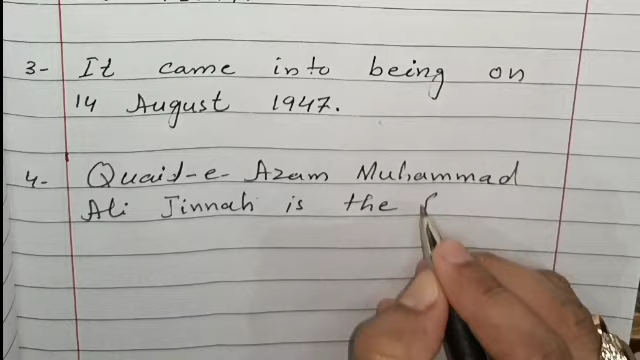 3- It came into being on
14 August 1947.
4- Quaid-e-Azam Muhammad
Ali Jinnah is the